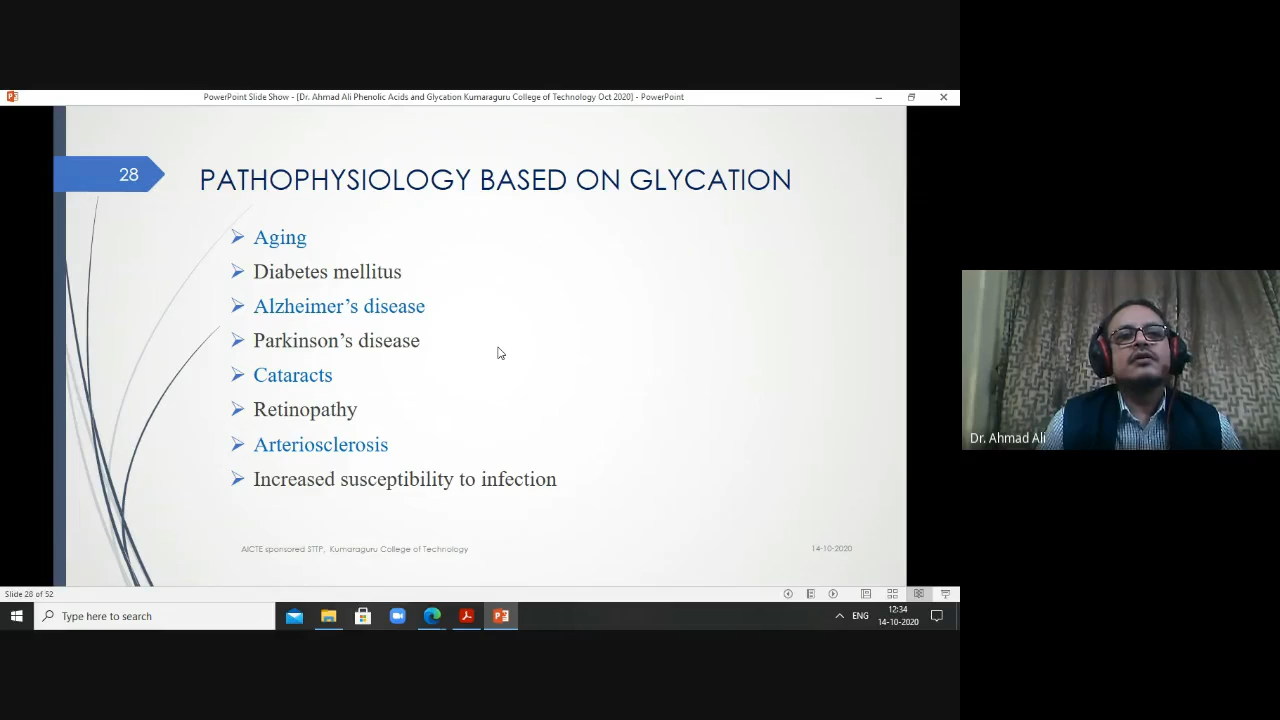 PowerPoint Slide Show - [Dr. Ahmad Ali Phenolic Acids and Glycation Kumaraguru College of Technology Oct 2020] - PowerPoint
28
PATHOPHYSIOLOGY BASED ON GLYCATION
Aging
Diabetes mellitus
Alzheimer's disease
Parkinson's disease
Cataracts
Retinopathy
Arteriosclerosis
Increased susceptibility to infection
AICTE sponsored STTP, Kumaraguru College of Technology
14-10-2020
Dr. Ahmad Ali
Slide 28 of 52
Type here to search
ENG
12:34
14-10-2020